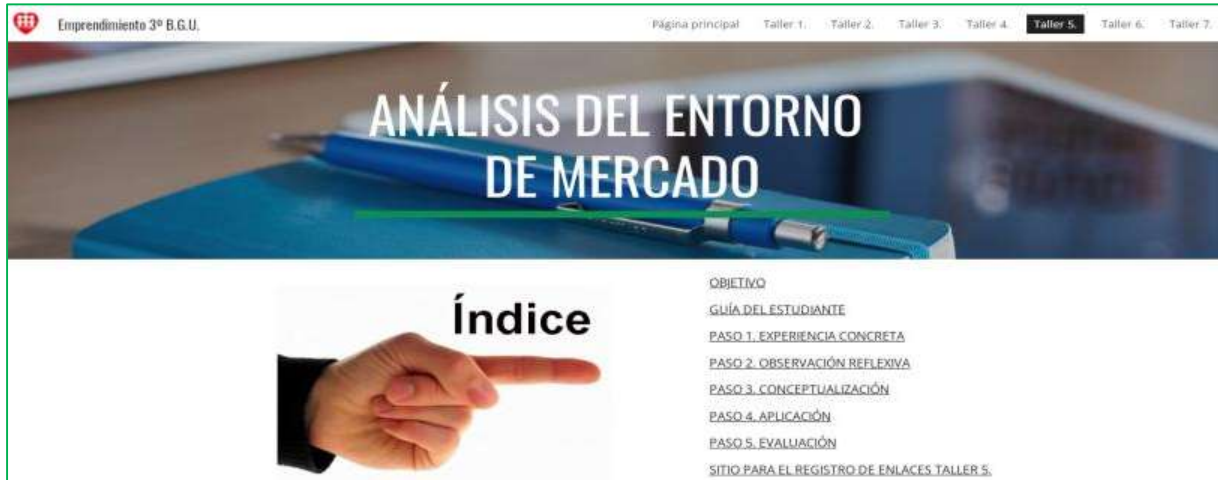 Emprendimiento 3º B.G.U.
Página principal Taller 1. Taller 2. Taller 3. Taller 4. Taller 5. Taller 6. Taller 7.
ANÁLISIS DEL ENTORNO
DE MERCADO
Índice
OBJETIVO
GUÍA DEL ESTUDIANTE
PASO 1. EXPERIENCIA CONCRETA
PASO 2. OBSERVACIÓN REFLEXIVA
PASO 3. CONCEPTUALIZACIÓN
PASO 4. APLICACIÓN
PASO 5. EVALUACIÓN
SITIO PARA EL REGISTRO DE ENLACES TALLER 5.